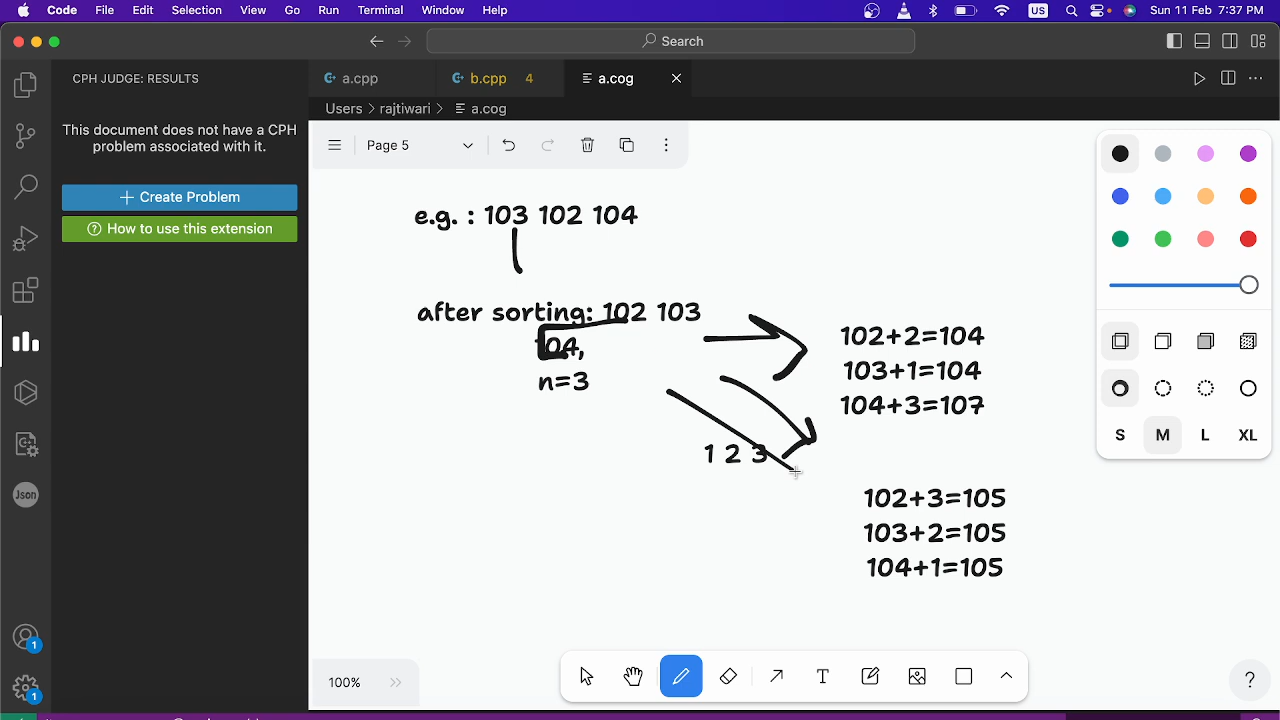 Code File Edit Selection View Go Run Terminal Window Help US Sun 11 Feb 7:37 PM
Search
CPH JUDGE: RESULTS
a.cpp b.cpp 4 a.cog
Users > rajtiwari > a.cog
This document does not have a CPH
problem associated with it.
Create Problem
How to use this extension
Page 5
e.g. : 103 102 104
after sorting: 102 103
104,
n=3
102+2=104
103+1=104
104+3=107
1 2 3
102+3=105
103+2=105
104+1=105
S M L XL
Json
1
1
100%
T
?